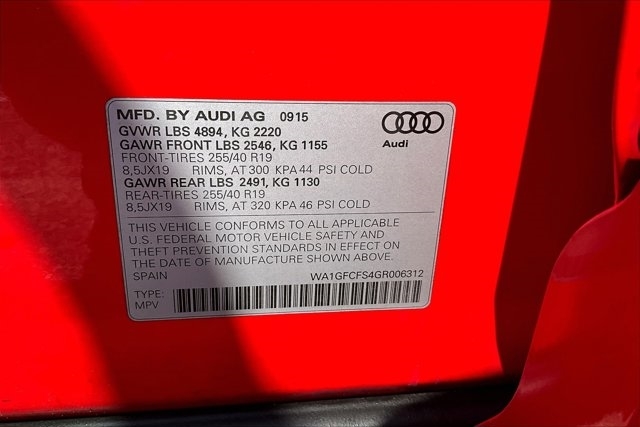 MFD. BY AUDI AG 0915
GVWR LBS 4894, KG 2220
GAWR FRONT LBS 2546, KG 1155
FRONT-TIRES 255/40 R19
8,5JX19 RIMS, AT 300 KPA 44 PSI COLD
GAWR REAR LBS 2491, KG 1130
REAR-TIRES 255/40 R19
8,5JX19 RIMS, AT 320 KPA 46 PSI COLD
Audi
THIS VEHICLE CONFORMS TO ALL APPLICABLE
U.S. FEDERAL MOTOR VEHICLE SAFETY AND
THEFT PREVENTION STANDARDS IN EFFECT ON
THE DATE OF MANUFACTURE SHOWN ABOVE.
SPAIN WA1GFCFS4GR006312
TYPE:
MPV